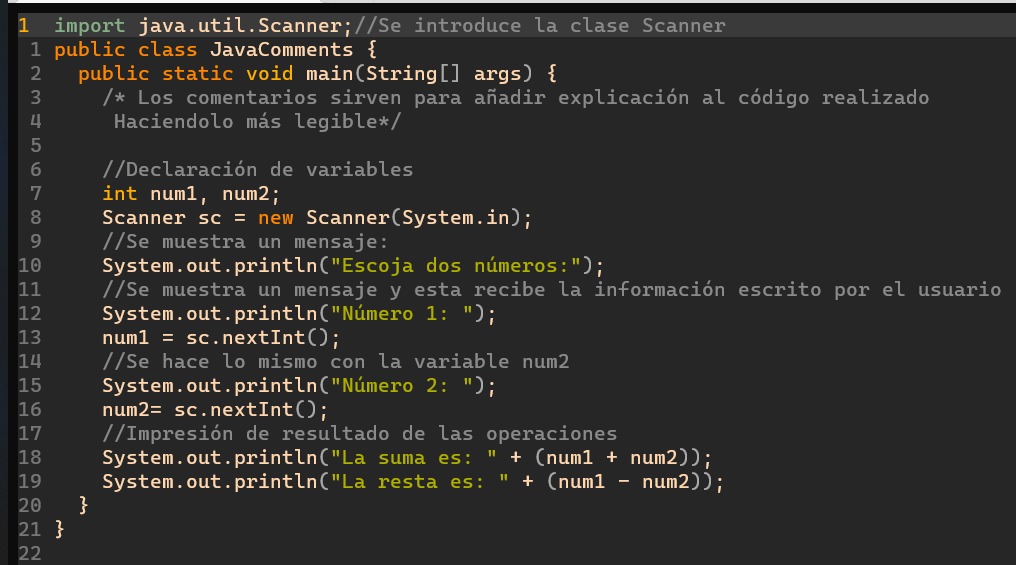 1 import java.util.Scanner;//Se introduce la clase Scanner
1 public class JavaComments {
2 public static void main(String[] args) {
3 /* Los comentarios sirven para añadir explicación al código realizado
4 Haciendolo más legible*/
5
6 //Declaración de variables
7 int num1, num2;
8 Scanner sc = new Scanner(System.in);
9 //Se muestra un mensaje:
10 System.out.println("Escoja dos números:");
11 //Se muestra un mensaje y esta recibe la información escrito por el usuario
12 System.out.println("Número 1: ");
13 num1 = sc.nextInt();
14 //Se hace lo mismo con la variable num2
15 System.out.println("Número 2: ");
16 num2= sc.nextInt();
17 //Impresión de resultado de las operaciones
18 System.out.println("La suma es: " + (num1 + num2));
19 System.out.println("La resta es: " + (num1 - num2));
20 }
21 }
22